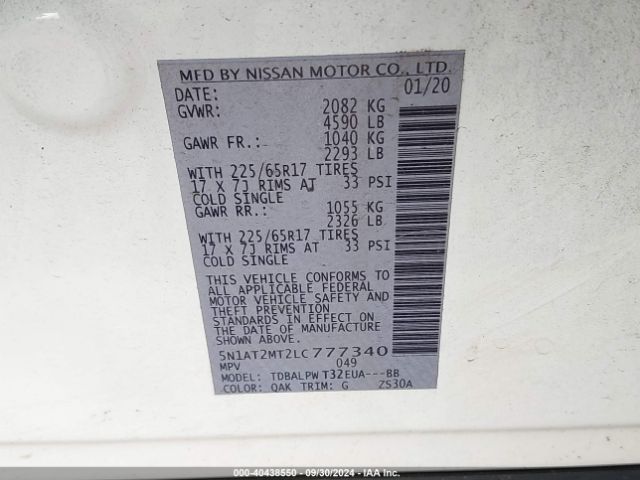 MFD BY NISSAN MOTOR CO., LTD.
DATE: 01/20
GVWR: 2082 KG
4590 LB
GAWR FR.: 1040 KG
2293 LB
WITH 225/65R17 TIRES
17 X 7J RIMS AT 33 PSI
COLD SINGLE
GAWR RR.: 1055 KG
2326 LB
WITH 225/65R17 TIRES
17 X 7J RIMS AT 33 PSI
COLD SINGLE
THIS VEHICLE CONFORMS TO
ALL APPLICABLE FEDERAL
MOTOR VEHICLE SAFETY AND
THEFT PREVENTION
STANDARDS IN EFFECT ON
THE DATE OF MANUFACTURE
SHOWN ABOVE.
5N1AT2MT2LC777340
MPV 049
MODEL: TDBALPW T32EUA---BB
COLOR: QAK TRIM: G ZS30A
000-40438550 - 09/30/2024 - IAA Inc.